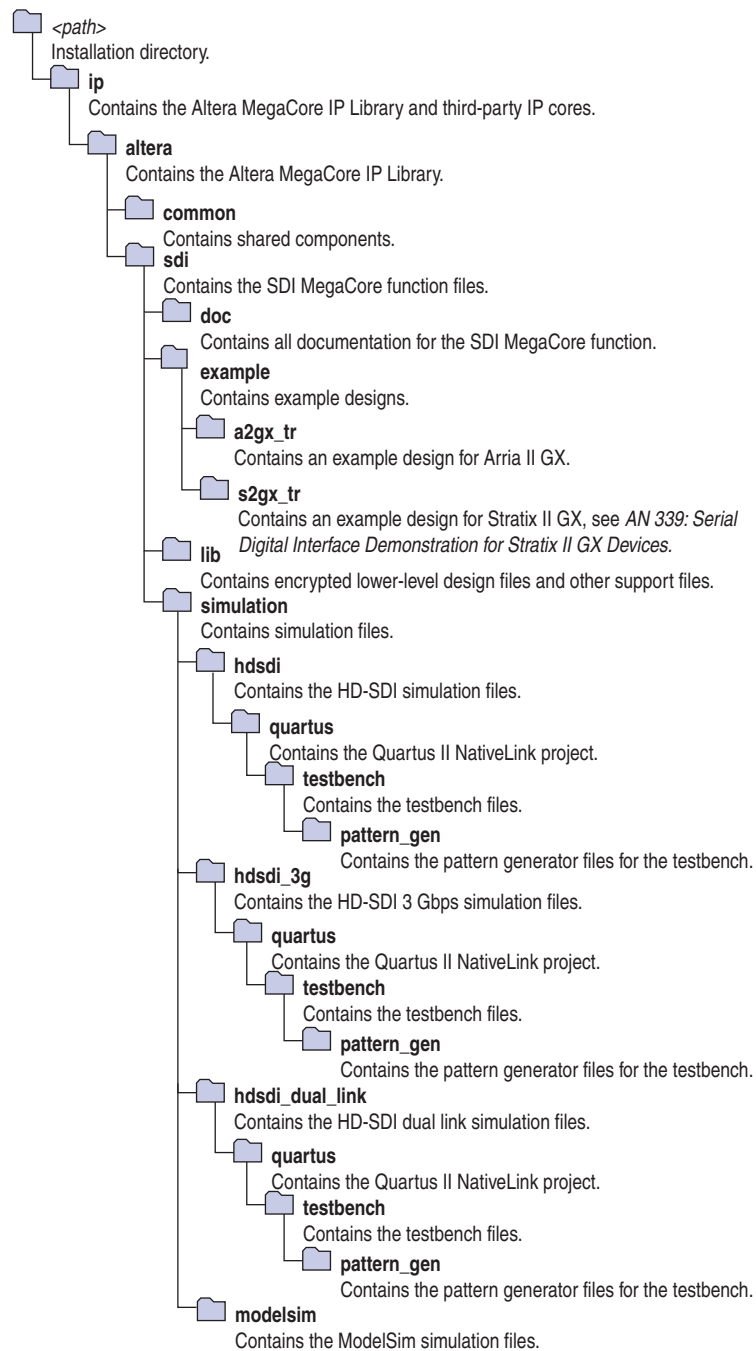 <path>
Installation directory.
ip
Contains the Altera MegaCore IP Library and third-party IP cores.
altera
Contains the Altera MegaCore IP Library.
common
Contains shared components.
sdi
Contains the SDI MegaCore function files.
doc
Contains all documentation for the SDI MegaCore function.
example
Contains example designs.
a2gx_tr
Contains an example design for Arria II GX.
s2gx_tr
Contains an example design for Stratix II GX, see AN 339: Serial
Digital Interface Demonstration for Stratix II GX Devices.
lib
Contains encrypted lower-level design files and other support files.
simulation
Contains simulation files.
hdsdi
Contains the HD-SDI simulation files.
quartus
Contains the Quartus II NativeLink project.
testbench
Contains the testbench files.
pattern_gen
Contains the pattern generator files for the testbench.
hdsdi_3g
Contains the HD-SDI 3 Gbps simulation files.
quartus
Contains the Quartus II NativeLink project.
testbench
Contains the testbench files.
pattern_gen
Contains the pattern generator files for the testbench.
hdsdi_dual_link
Contains the HD-SDI dual link simulation files.
quartus
Contains the Quartus II NativeLink project.
testbench
Contains the testbench files.
pattern_gen
Contains the pattern generator files for the testbench.
modelsim
Contains the ModelSim simulation files.